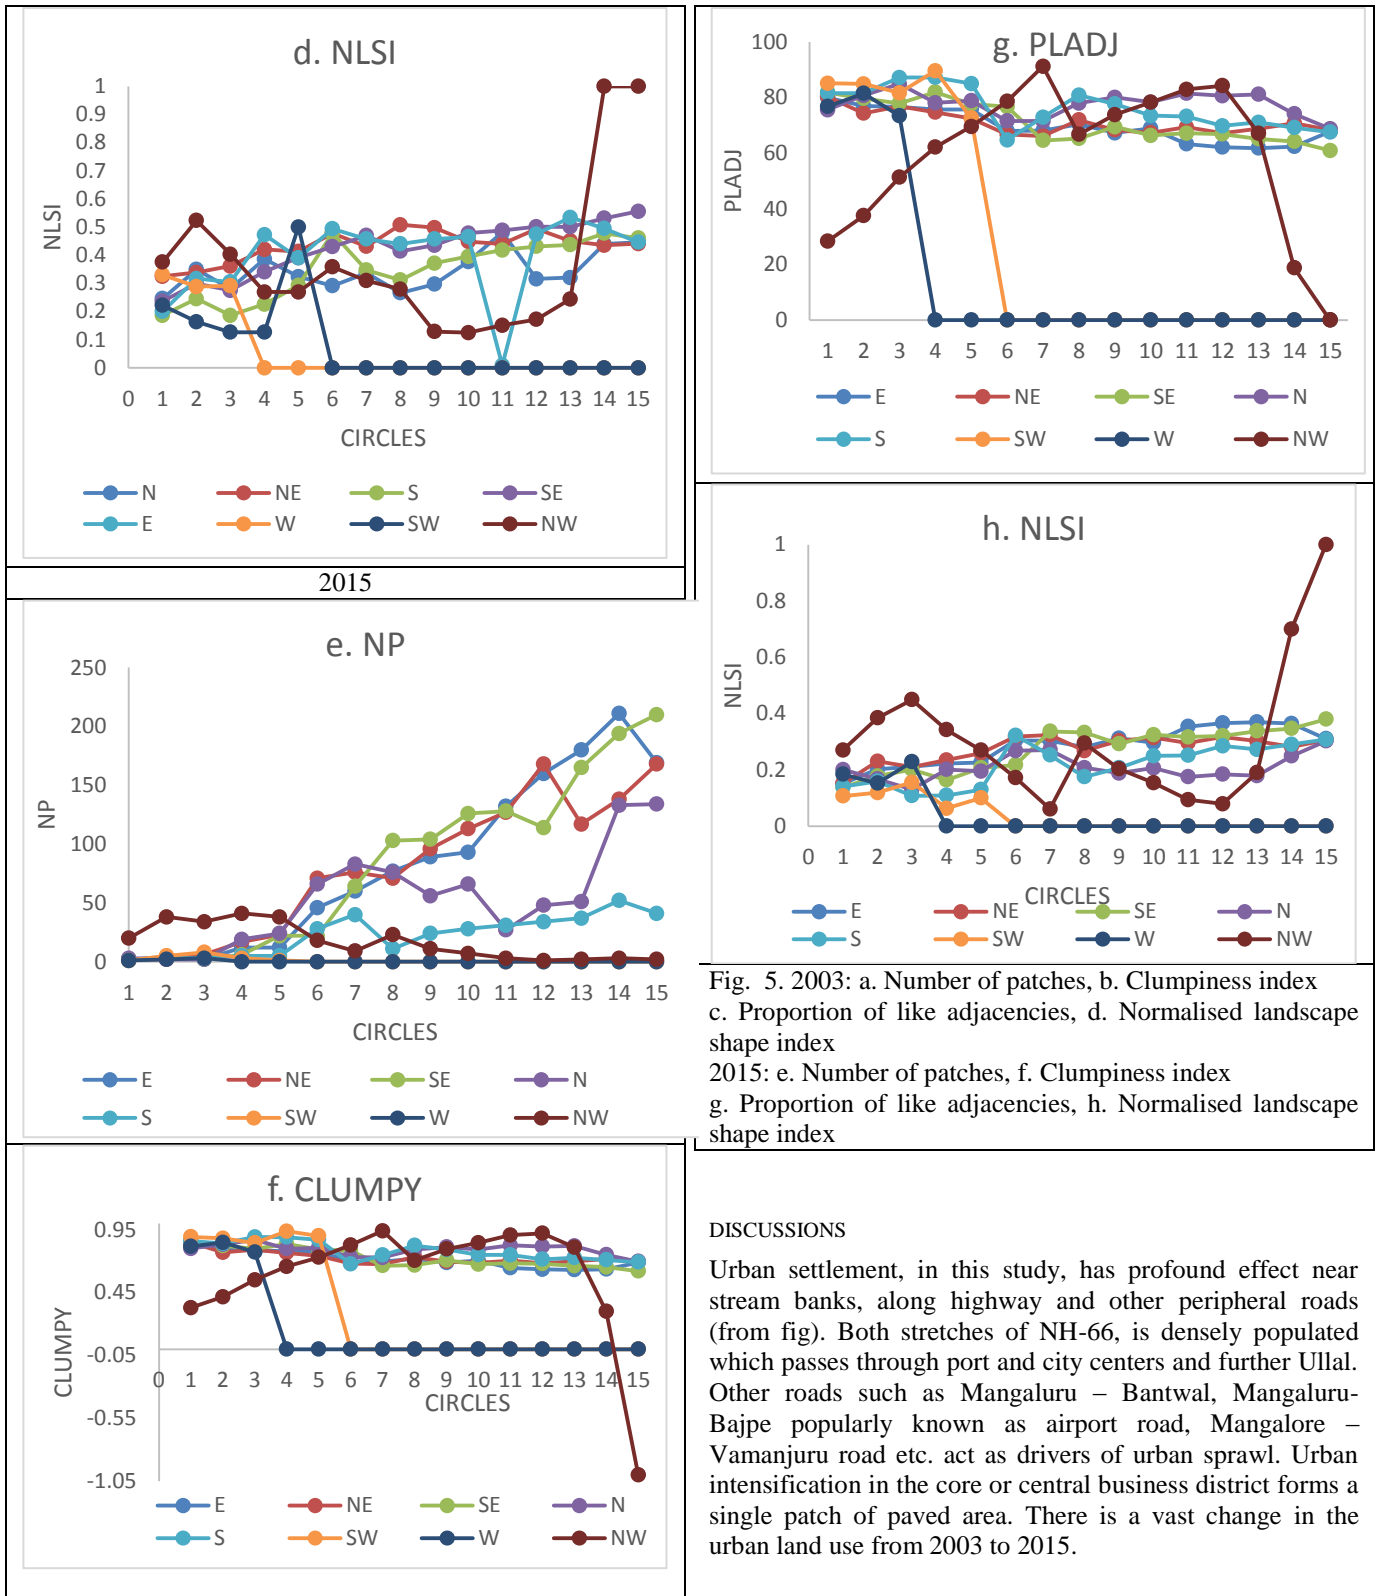 d. NLSI
1
0.9
0.8
0.7
0.6
0.5
0.4
0.3
0.2
0.1
0
NLSI
0 1 2 3 4 5 6 7 8 9 10 11 12 13 14 15
CIRCLES
N NE S SE
E W SW NW
2015
e. NP
250
200
150
100
50
0
NP
1 2 3 4 5 6 7 8 9 10 11 12 13 14 15
CIRCLES
E NE SE N
S SW W NW
f. CLUMPY
0.95
0.45
-0.05
-0.55
-1.05
CLUMPY
0 1 2 3 4 5 6 7 8 9 10 11 12 13 14 15
CIRCLES
E NE SE N
S SW W NW
g. PLADJ
100
80
60
40
20
0
PLADJ
1 2 3 4 5 6 7 8 9 10 11 12 13 14 15
E NE SE N
S SW W NW
h. NLSI
1
0.8
0.6
0.4
0.2
0
NLSI
0 1 2 3 4 5 6 7 8 9 10 11 12 13 14 15
CIRCLES
E NE SE N
S SW W NW
Fig. 5. 2003: a. Number of patches, b. Clumpiness index
c. Proportion of like adjacencies, d. Normalised landscape
shape index
2015: e. Number of patches, f. Clumpiness index
g. Proportion of like adjacencies, h. Normalised landscape
shape index
DISCUSSIONS
Urban settlement, in this study, has profound effect near
stream banks, along highway and other peripheral roads
(from fig). Both stretches of NH-66, is densely populated
which passes through port and city centers and further Ullal.
Other roads such as Mangaluru – Bantwal, Mangaluru-
Bajpe popularly known as airport road, Mangalore –
Vamanjuru road etc. act as drivers of urban sprawl. Urban
intensification in the core or central business district forms a
single patch of paved area. There is a vast change in the
urban land use from 2003 to 2015.